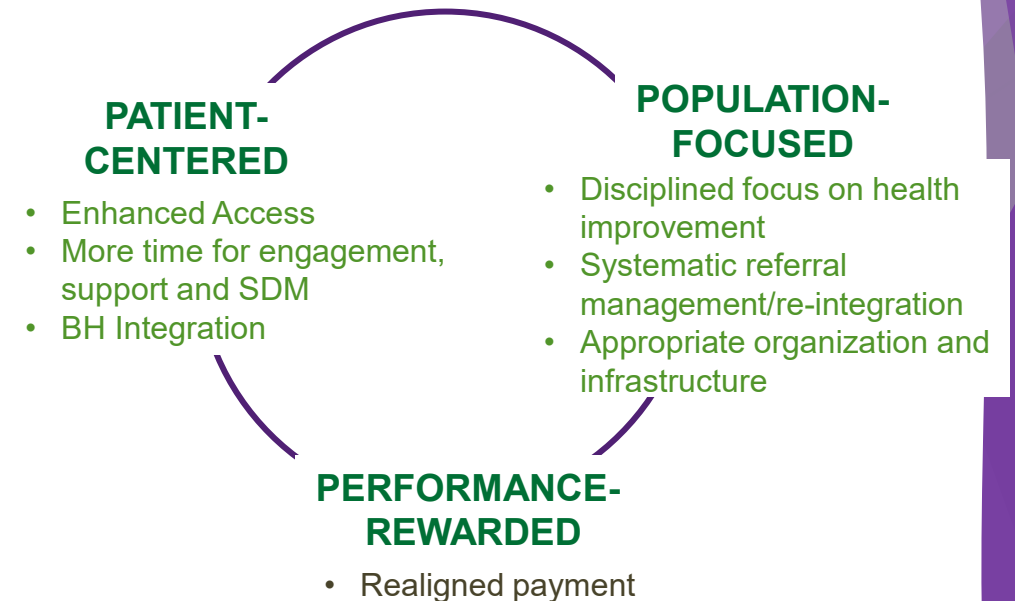 PATIENT-
CENTERED
• Enhanced Access
• More time for engagement,
support and SDM
• BH Integration
POPULATION-
FOCUSED
• Disciplined focus on health
improvement
• Systematic referral
management/re-integration
• Appropriate organization and
infrastructure
PERFORMANCE-
REWARDED
• Realigned payment